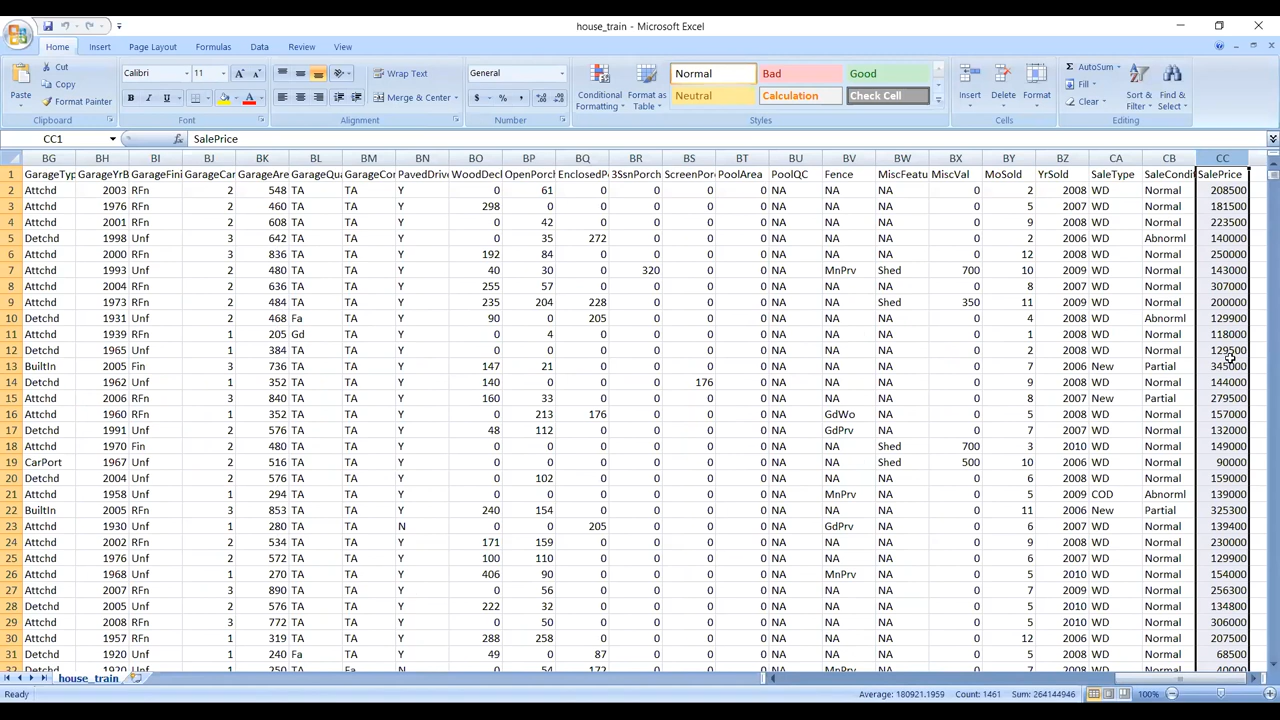 house_train - Microsoft Excel
Home Insert Page Layout Formulas Data Review View
Cut
Copy
Format Painter
Paste
Clipboard
Calibri 11
Font
Wrap Text
Merge & Center
Alignment
General
Number
Conditional Formatting
Format as Table
Normal Bad Good
Neutral Calculation Check Cell
Styles
Insert Delete Format
Cells
AutoSum
Fill
Clear
Sort & Filter
Find & Select
Editing
CC1 SalePrice
BG BH BI BJ BK BL BM BN BO BP BQ BR BS BT BU BV BW BX BY BZ CA CB CC
1 GarageTyp GarageYrB GarageFini GarageCar GarageAre GarageQua GarageCon PavedDrive WoodDecl OpenPorch EnclosedPo 3SsnPorch ScreenPorc PoolArea PoolQC Fence MiscFeatu MiscVal MoSold YrSold SaleType SaleCondit SalePrice
2 Attchd 2003 RFn 2 548 TA TA Y 0 61 0 0 0 0 NA NA NA 0 2 2008 WD Normal 208500
3 Attchd 1976 RFn 2 460 TA TA Y 298 0 0 0 0 0 NA NA NA 0 5 2007 WD Normal 181500
4 Attchd 2001 RFn 2 608 TA TA Y 0 42 0 0 0 0 NA NA NA 0 9 2008 WD Normal 223500
5 Detchd 1998 Unf 3 642 TA TA Y 0 35 272 0 0 0 NA NA NA 0 2 2006 WD Abnorml 140000
6 Attchd 2000 RFn 3 836 TA TA Y 192 84 0 0 0 0 NA NA NA 0 12 2008 WD Normal 250000
7 Attchd 1993 Unf 2 480 TA TA Y 40 30 0 320 0 0 NA MnPrv Shed 700 10 2009 WD Normal 143000
8 Attchd 2004 RFn 2 636 TA TA Y 255 57 0 0 0 0 NA NA NA 0 8 2007 WD Normal 307000
9 Attchd 1973 RFn 2 484 TA TA Y 235 204 228 0 0 0 NA NA Shed 350 11 2009 WD Normal 200000
10 Detchd 1931 Unf 2 468 Fa TA Y 90 0 205 0 0 0 NA NA NA 0 4 2008 WD Abnorml 129900
11 Attchd 1939 RFn 1 205 Gd TA Y 0 4 0 0 0 0 NA NA NA 0 1 2008 WD Normal 118000
12 Detchd 1965 Unf 1 384 TA TA Y 0 0 0 0 0 0 NA NA NA 0 2 2008 WD Normal 129500
13 BuiltIn 2005 Fin 3 736 TA TA Y 147 21 0 0 0 0 NA NA NA 0 7 2006 New Partial 345000
14 Detchd 1962 Unf 1 352 TA TA Y 140 0 0 0 176 0 NA NA NA 0 9 2008 WD Normal 144000
15 Attchd 2006 RFn 3 840 TA TA Y 160 33 0 0 0 0 NA NA NA 0 8 2007 New Partial 279500
16 Attchd 1960 RFn 1 352 TA TA Y 0 213 176 0 0 0 NA GdWo NA 0 5 2008 WD Normal 157000
17 Detchd 1991 Unf 2 576 TA TA Y 48 112 0 0 0 0 NA GdPrv NA 0 7 2007 WD Normal 132000
18 Attchd 1970 Fin 2 480 TA TA Y 0 0 0 0 0 0 NA NA Shed 700 3 2010 WD Normal 149000
19 CarPort 1967 Unf 2 516 TA TA Y 0 0 0 0 0 0 NA NA Shed 500 10 2006 WD Normal 90000
20 Detchd 2004 Unf 2 576 TA TA Y 0 102 0 0 0 0 NA NA NA 0 6 2008 WD Normal 159000
21 Attchd 1958 Unf 1 294 TA TA Y 0 0 0 0 0 0 NA MnPrv NA 0 5 2009 COD Abnorml 139000
22 BuiltIn 2005 RFn 3 853 TA TA Y 240 154 0 0 0 0 NA NA NA 0 11 2006 New Partial 325300
23 Attchd 1930 Unf 1 280 TA TA N 0 0 205 0 0 0 NA GdPrv NA 0 6 2007 WD Normal 139400
24 Attchd 2002 RFn 2 534 TA TA Y 171 159 0 0 0 0 NA NA NA 0 9 2008 WD Normal 230000
25 Attchd 1976 Unf 2 572 TA TA Y 100 110 0 0 0 0 NA NA NA 0 6 2007 WD Normal 129900
26 Attchd 1968 Unf 1 270 TA TA Y 406 90 0 0 0 0 NA MnPrv NA 0 5 2010 WD Normal 154000
27 Attchd 2007 RFn 3 890 TA TA Y 0 56 0 0 0 0 NA NA NA 0 7 2009 WD Normal 256300
28 Detchd 2005 Unf 2 576 TA TA Y 222 32 0 0 0 0 NA NA NA 0 5 2010 WD Normal 134800
29 Attchd 2008 RFn 3 772 TA TA Y 0 50 0 0 0 0 NA NA NA 0 5 2010 WD Normal 306000
30 Attchd 1957 RFn 1 319 TA TA Y 288 258 0 0 0 0 NA NA NA 0 12 2006 WD Normal 207500
31 Detchd 1920 Unf 1 240 Fa TA Y 49 0 87 0 0 0 NA NA NA 0 5 2008 WD Normal 68500
32 Detchd 1920 Unf 1 250 TA Fa N 0 54 172 0 0 0 NA MnPrv NA 0 7 2008 WD Normal 40000
house_train
Ready Average: 180921.1959 Count: 1461 Sum: 264144946 100%